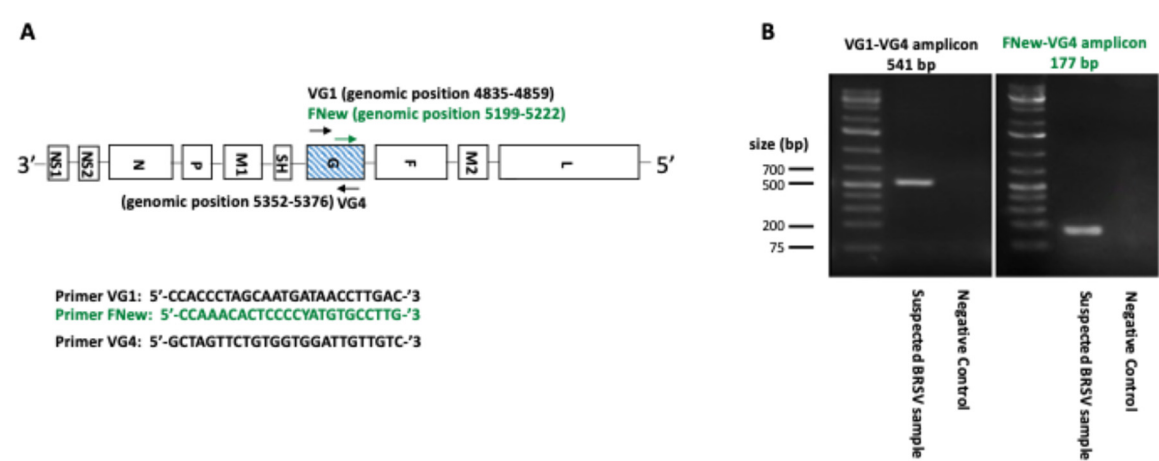 A
VG1 (genomic position 4835-4859)
FNew (genomic position 5199-5222)
3’
NS1
NS2
N
P
M1
SH
G
F
M2
L
5’
(genomic position 5352-5376) VG4
Primer VG1: 5’-CCACCCTAGCAATGATAACCTTGAC-’3
Primer FNew: 5’-CCAAACACTCCCCYATGTGCCTTG-’3
Primer VG4: 5’-GCTAGTTCTGTGGTGGATTGTTGTC-’3
B
VG1-VG4 amplicon
541 bp
FNew-VG4 amplicon
177 bp
size (bp)
700
500
200
75
Suspected BRSV sample
Negative Control
Suspected BRSV sample
Negative Control